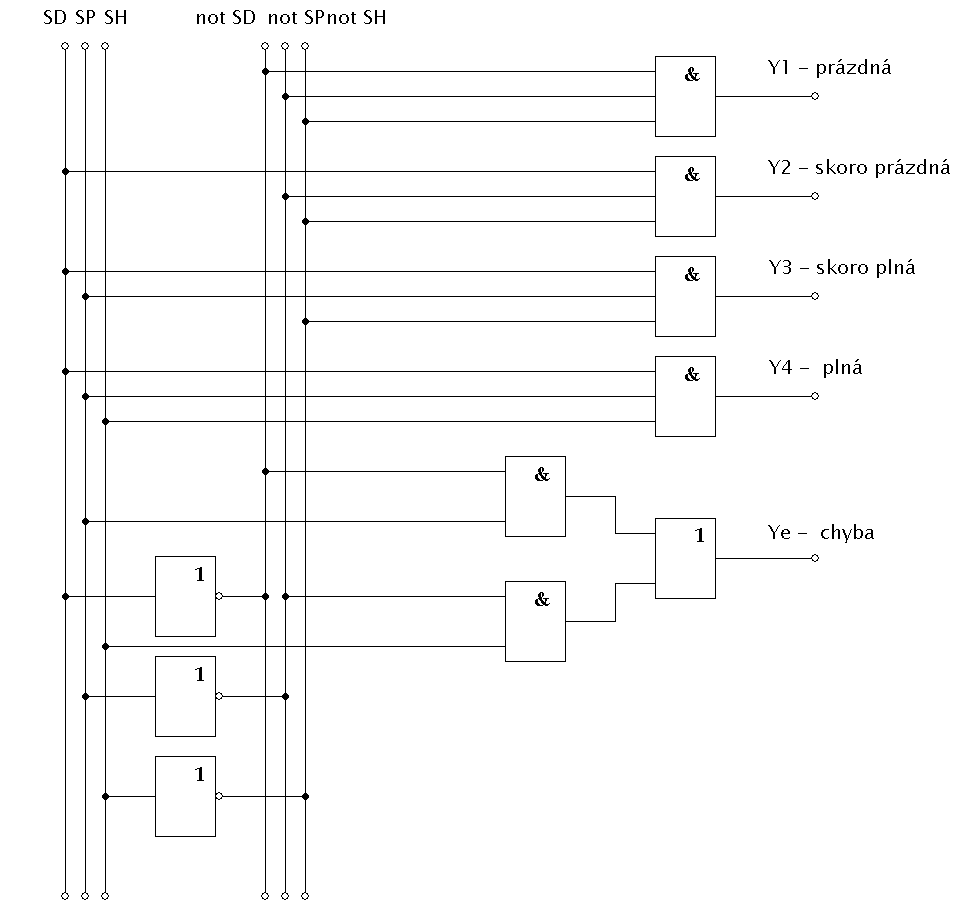 SD SP SH not SD not SPnot SH
& Y1 – prázdná
& Y2 – skoro prázdná
& Y3 – skoro plná
& Y4 – plná
&
1 Ye – chyba
1
&
1
1